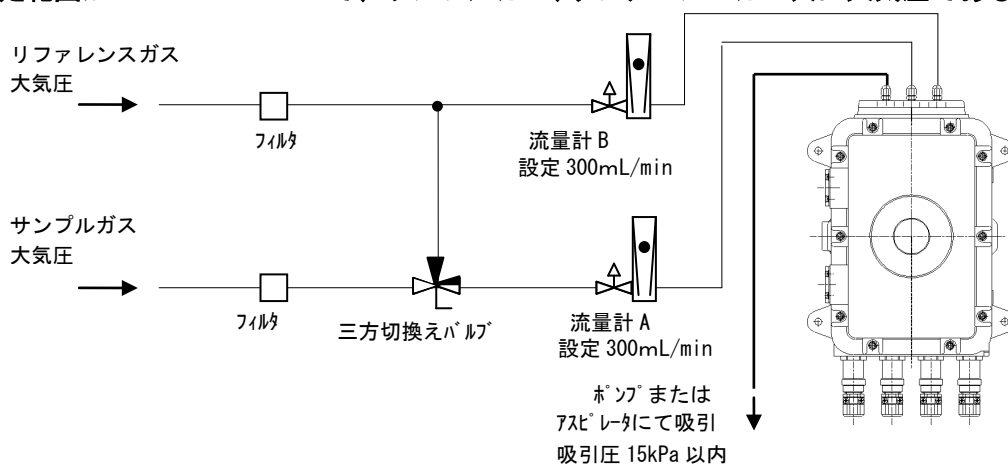 リファレンスガス
大気圧
フィルタ
流量計 B
設定 300mL/min
サンプルガス
大気圧
フィルタ
三方切換えバルブ
流量計 A
設定 300mL/min
ポンプまたは
アスピレータにて吸引
吸引圧 15kPa 以内